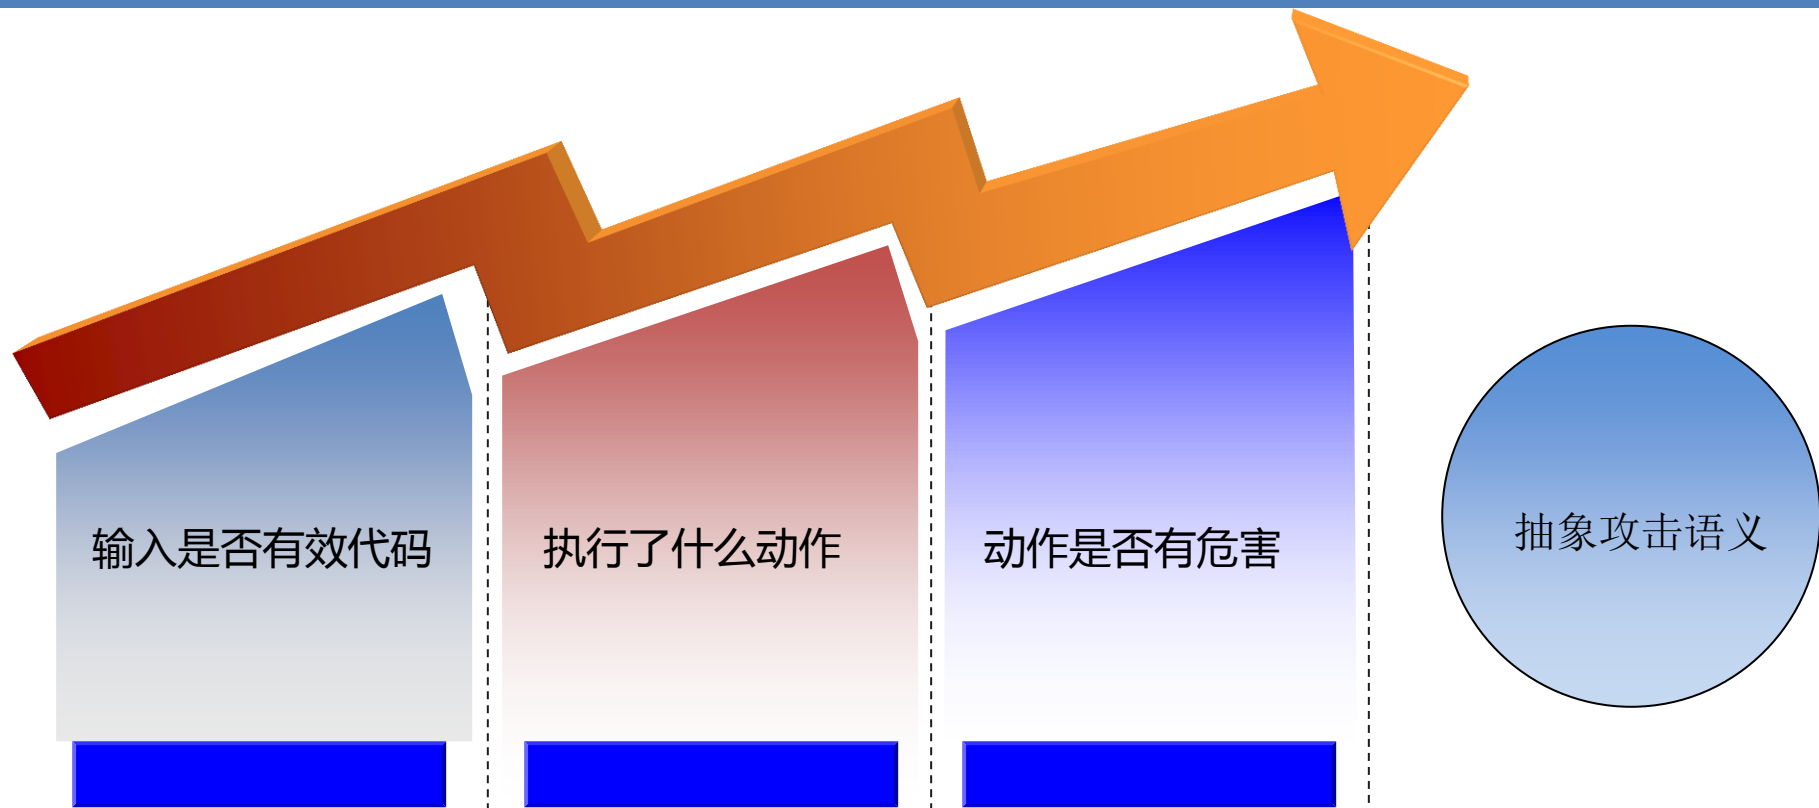 输入是否有效代码
执行了什么动作
动作是否有危害
抽象攻击语义